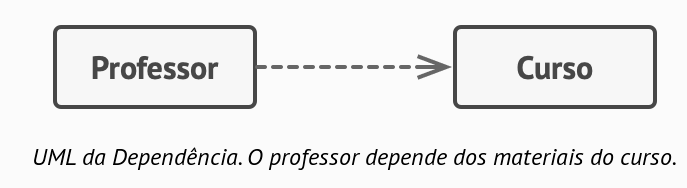 Professor
Curso
UML da Dependência. O professor depende dos materiais do curso.